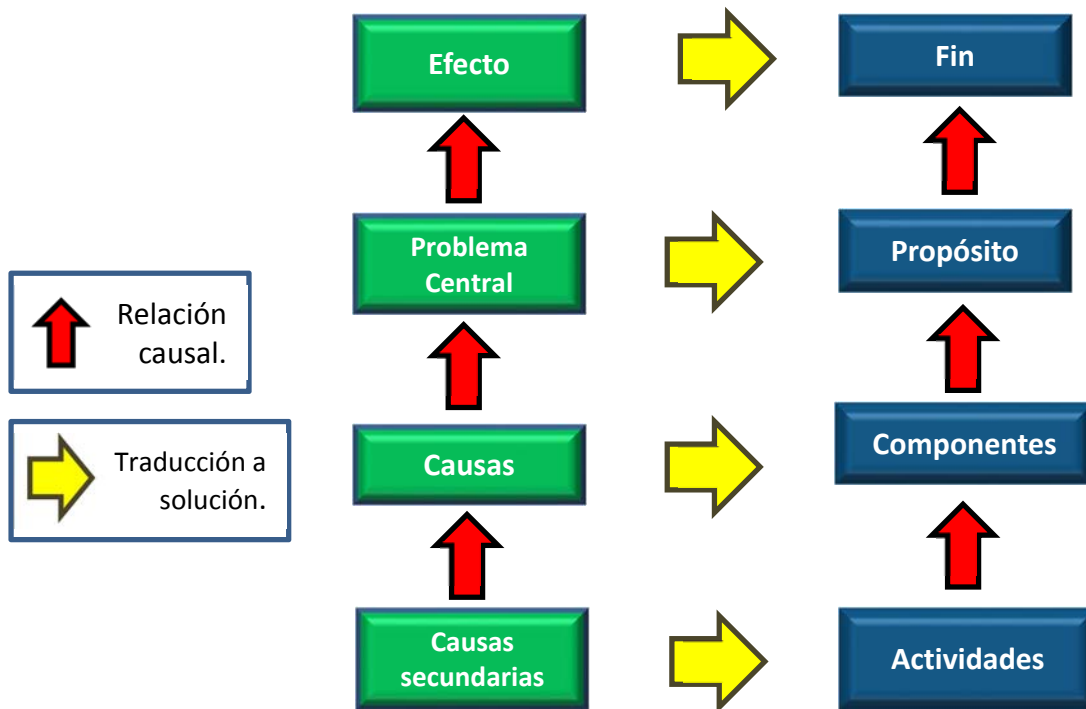 Efecto
Fin
Problema
Central
Propósito
Relación
causal.
Traducción a
solución.
Causas
Componentes
Causas
secundarias
Actividades